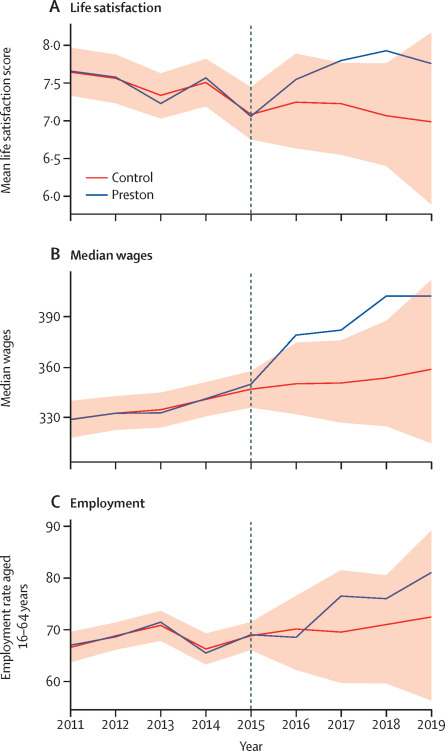 A Life satisfaction
Mean life satisfaction score
8·0
7·5
7·0
7·5
6·0
Control
Preston
B Median wages
Median wages
390
360
330
C Employment
Employment rate aged
16–64 years
90
80
70
60
2011 2012 2013 2014 2015 2016 2017 2018 2019
Year